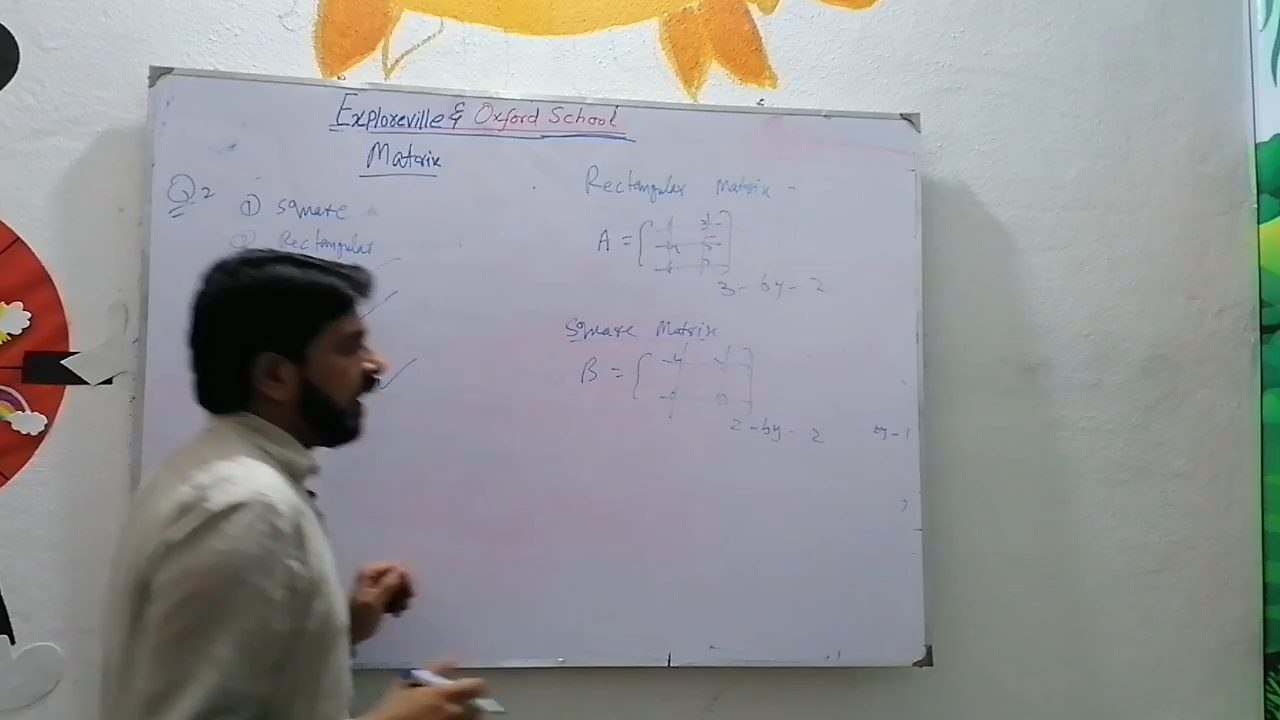 Exploreville & Oxford School
Matrix
Q2
① Square
② Rectangular
Rectangular Matrix -
A =
3 - by - 2
Square Matrix
B =
2 - by - 2
by - 1